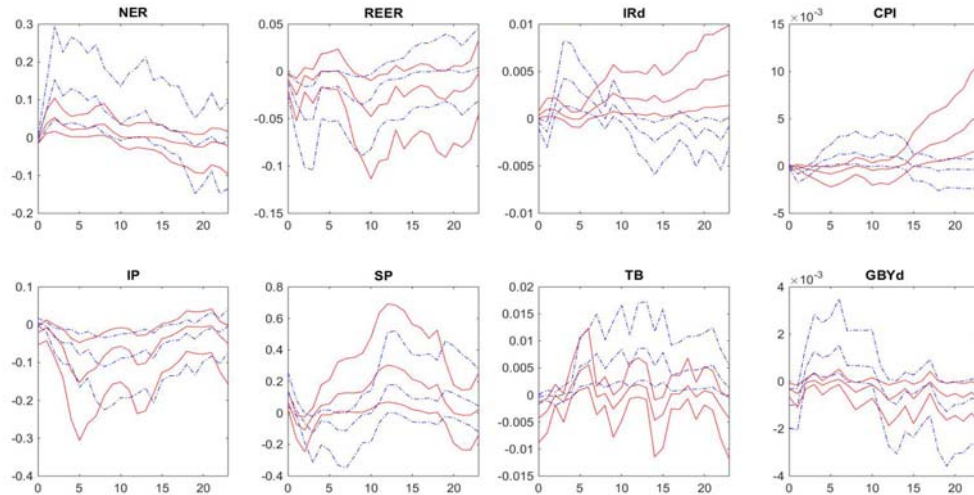 NER REER IRd CPI
×10⁻³
0.3 0.05 0.01 15
0.2 0 0.005 10
0.1 -0.05 0 5
0 -0.1 -0.005 0
-0.1 -0.15 -0.01 -5
0.2
0 5 10 15 20 0 5 10 15 20 0 5 10 15 20 0 5 10 15 20
IP SP TB GBYd
×10⁻³
0.1 0.8 0.02 4
0 0.6 0.015 2
-0.1 0.4 0.01 0
-0.2 0.2 0.005 -2
-0.3 0 0 -4
-0.4 -0.2 -0.005
-0.4 -0.01
-0.015
0 5 10 15 20 0 5 10 15 20 0 5 10 15 20 0 5 10 15 20